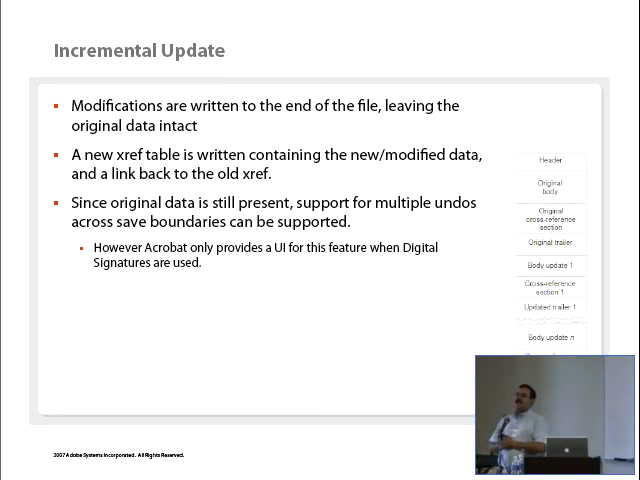 Incremental Update
Modifications are written to the end of the file, leaving the
original data intact
A new xref table is written containing the new/modified data,
and a link back to the old xref.
Since original data is still present, support for multiple undos
across save boundaries can be supported.
However Acrobat only provides a UI for this feature when Digital
Signatures are used.
Header
Original
body
Original
cross-reference
section
Original trailer
Body update 1
Cross-reference
section 1
Updated trailer 1
Body update n
2007 Adobe Systems Incorporated. All Rights Reserved.